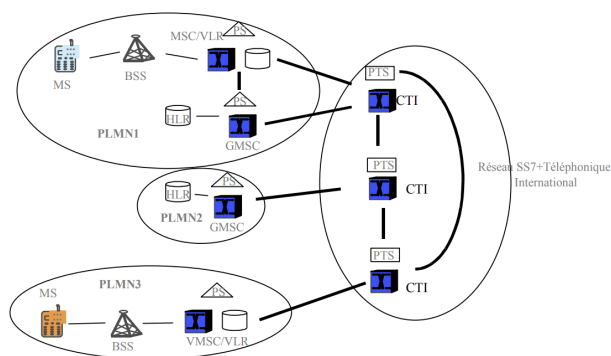 MSC/VLR
PS
MS
BSS
PS
HLR
GMSC
PLMN1
PS
HLR
PLMN2
GMSC
PLMN3
MS
PS
BSS
VMSC/VLR
PTS
CTI
PTS
CTI
PTS
CTI
Réseau SS7+Téléphonique
International